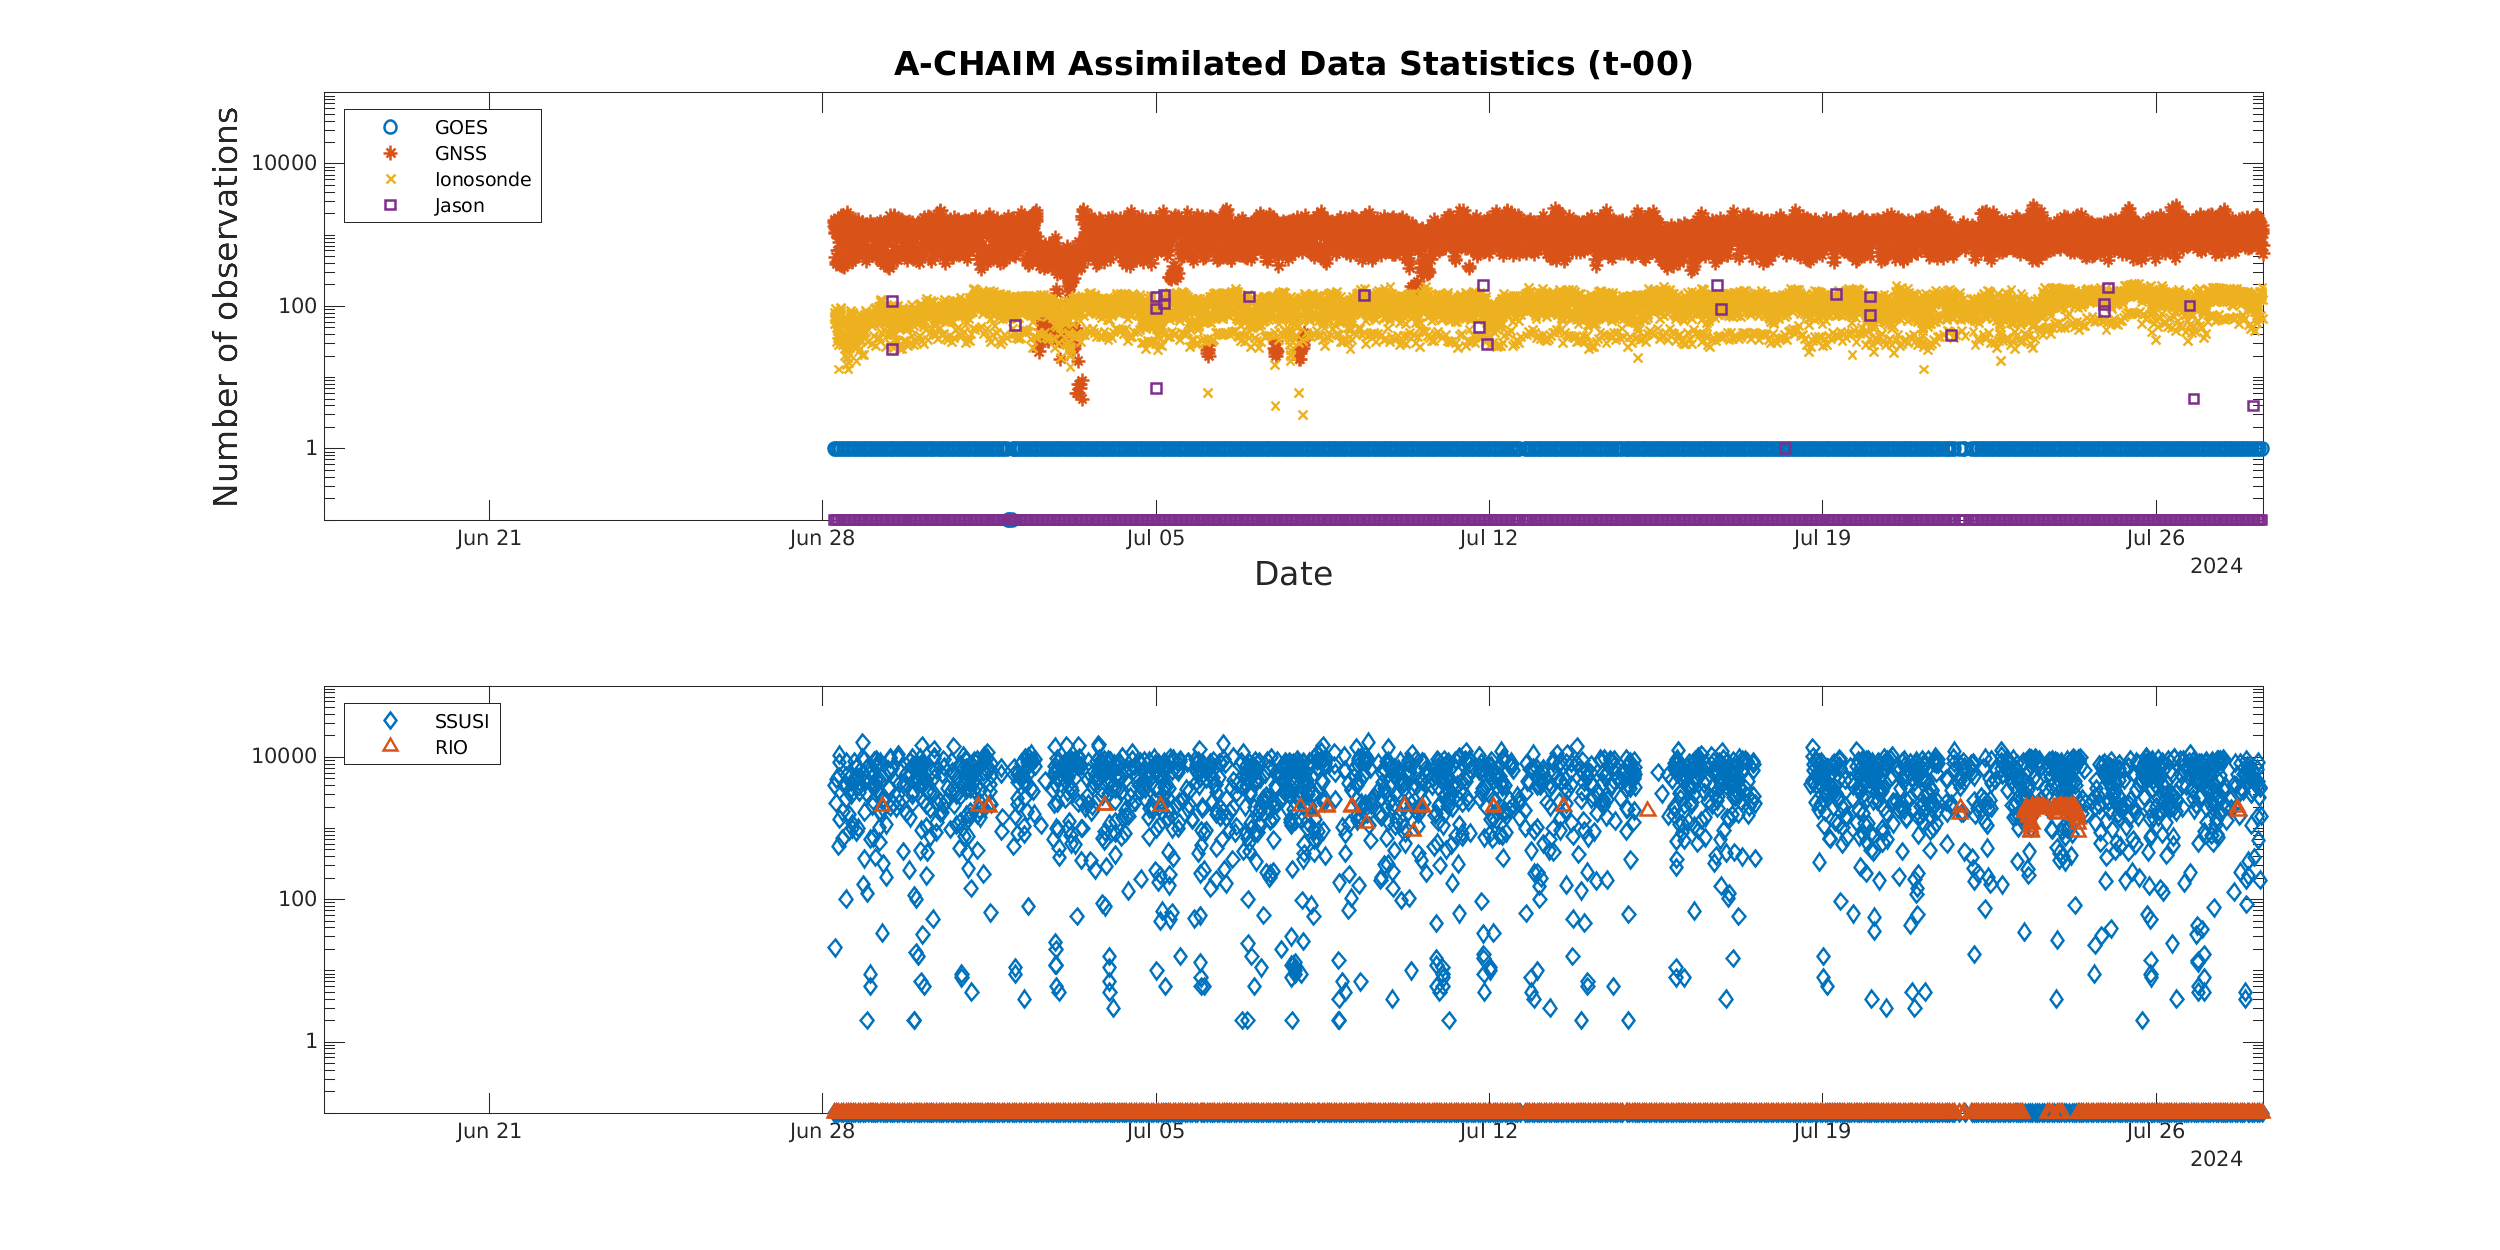 A-CHAIM Assimilated Data Statistics (t-00)
Number of observations
10000
100
1
GOES
GNSS
Ionosonde
Jason
Jun 21
Jun 28
Jul 05
Jul 12
Jul 19
Jul 26
2024
Date
10000
100
1
SSUSI
RIO
Jun 21
Jun 28
Jul 05
Jul 12
Jul 19
Jul 26
2024